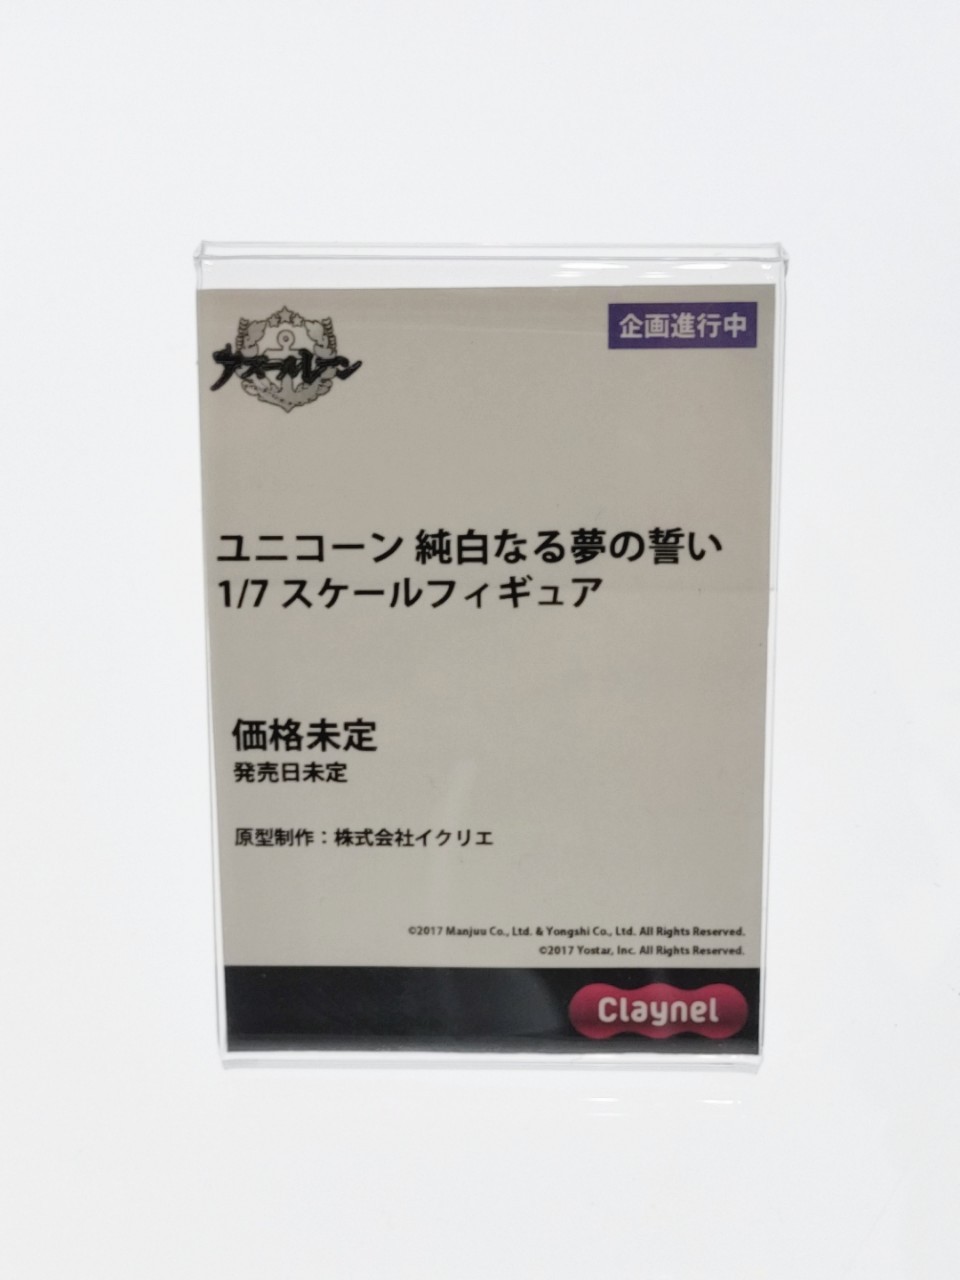 アズールレーン
企画進行中
ユニコーン 純白なる夢の誓い
1/7 スケールフィギュア
価格未定
発売日未定
原型制作：株式会社イクリエ
©2017 Manjuu Co., Ltd. & Yongshi Co., Ltd. All Rights Reserved.
©2017 Yostar, Inc. All Rights Reserved.
Claynel